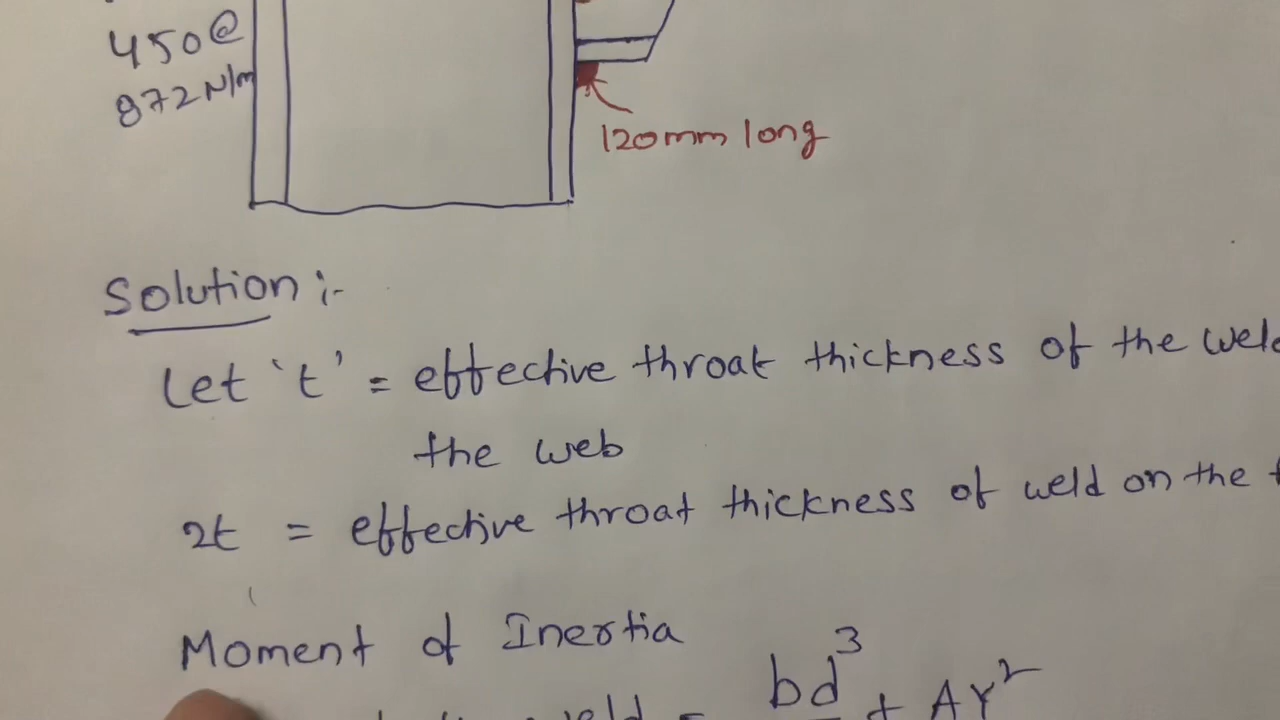 450@
872 N/m
120mm long
Solution :-
Let 't' = effective throat thickness of the weld
the web
2t = effective throat thickness of weld on the
Moment of Inertia
bd³
= + Ay²